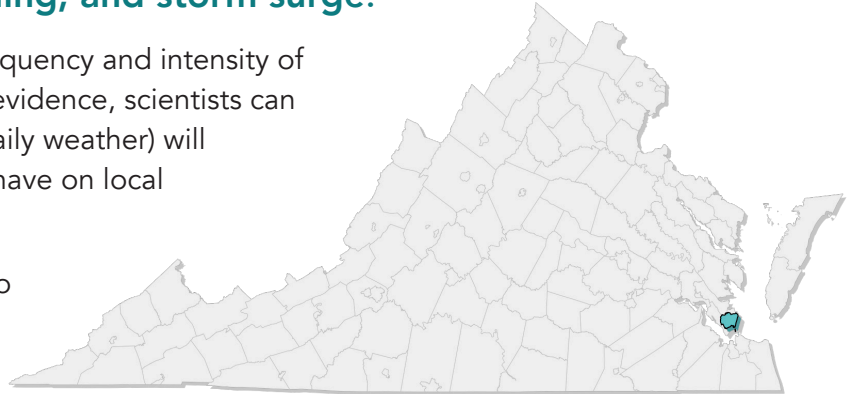 ing, and storm surge.
quency and intensity of
evidence, scientists can
aily weather) will
have on local
o